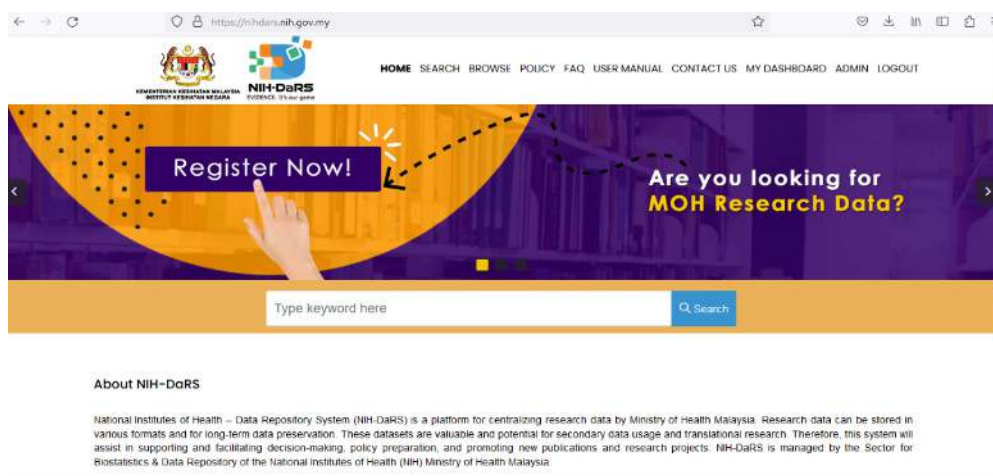 https://nihdars.nih.gov.my
KEMENTERIAN KESIHATAN MALAYSIA
INSTITUT KESIHATAN NEGARA
NIH-DaRS
EVIDENCE. It's our game
HOME SEARCH BROWSE POLICY FAQ USER MANUAL CONTACT US MY DASHBOARD ADMIN LOGOUT
Register Now!
Are you looking for
MOH Research Data?
Type keyword here
Search
About NIH-DaRS
National Institutes of Health – Data Repository System (NIH-DaRS) is a platform for centralizing research data by Ministry of Health Malaysia. Research data can be stored in
various formats and for long-term data preservation. These datasets are valuable and potential for secondary data usage and translational research. Therefore, this system will
assist in supporting and facilitating decision-making, policy preparation, and promoting new publications and research projects. NIH-DaRS is managed by the Sector for
Biostatistics & Data Repository of the National Institutes of Health (NIH) Ministry of Health Malaysia